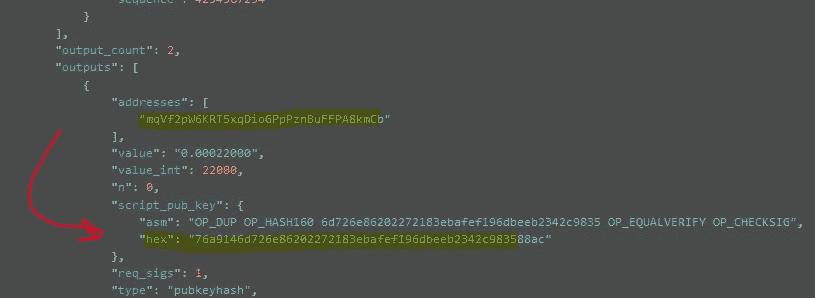 "sequence": 4294967294
}
],
"output_count": 2,
"outputs": [
{
"addresses": [
"mqVf2pW6KRT5xqDioGPpPznBuFFPA8kmCb"
],
"value": "0.00022000",
"value_int": 22000,
"n": 0,
"script_pub_key": {
"asm": "OP_DUP OP_HASH160 6d726e86202272183ebafef196dbeeb2342c9835 OP_EQUALVERIFY OP_CHECKSIG",
"hex": "76a9146d726e86202272183ebafef196dbeeb2342c983588ac"
},
"req_sigs": 1,
"type": "pubkeyhash",